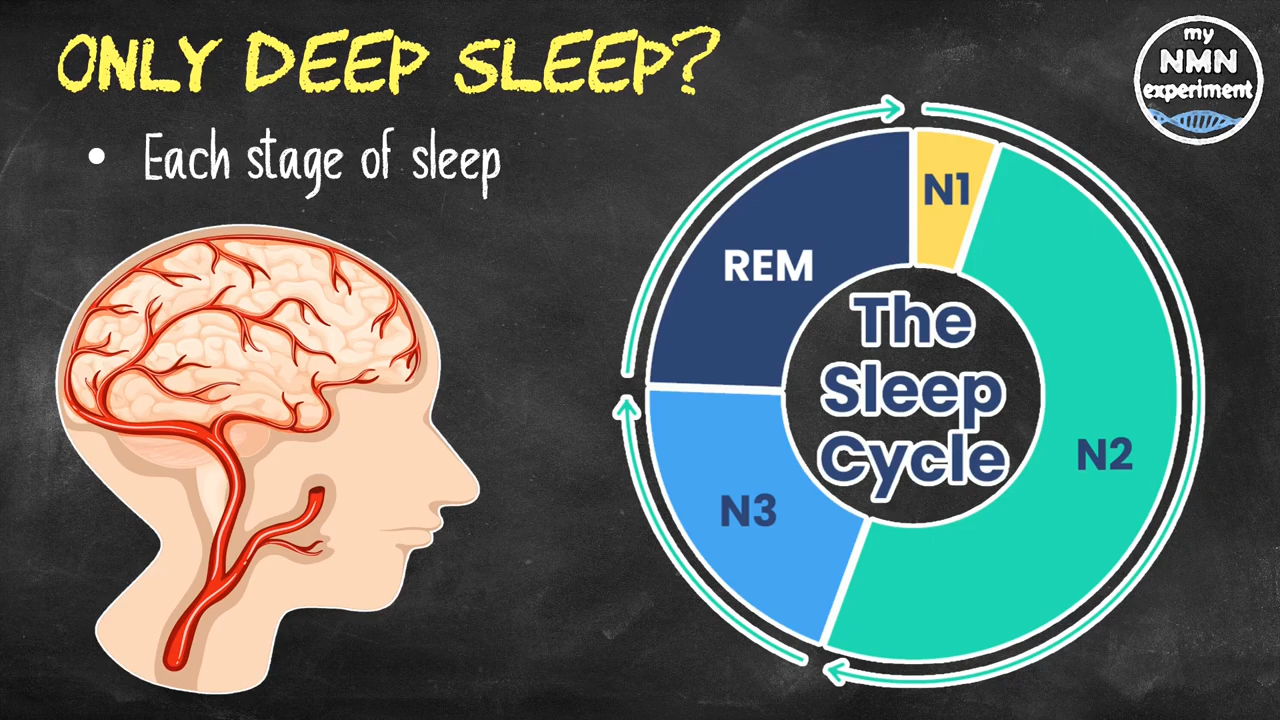 ONLY DEEP SLEEP?
my
NMN
experiment
• Each stage of sleep
REM
N1
The
Sleep
Cycle
N2
N3